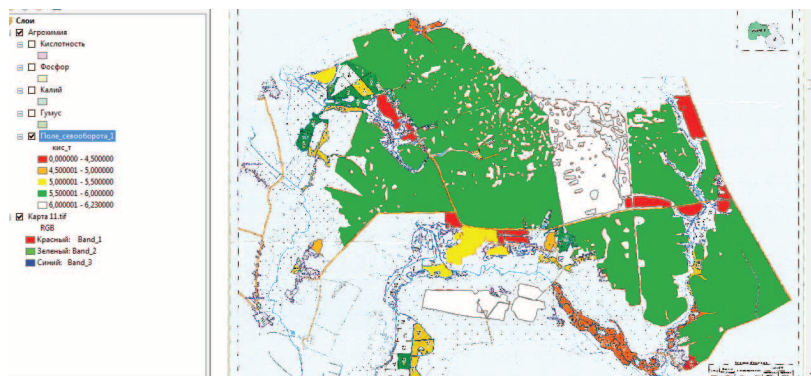 Слои
Агрохимия
Кислотность
Фосфор
Калий
Гумус
Поле_севооборота_1
кис_т
0,000000 - 4,500000
4,500001 - 5,000000
5,000001 - 5,500000
5,500001 - 6,000000
6,000001 - 6,230000
Карта 11.tif
RGB
Красный: Band_1
Зеленый: Band_2
Синий: Band_3